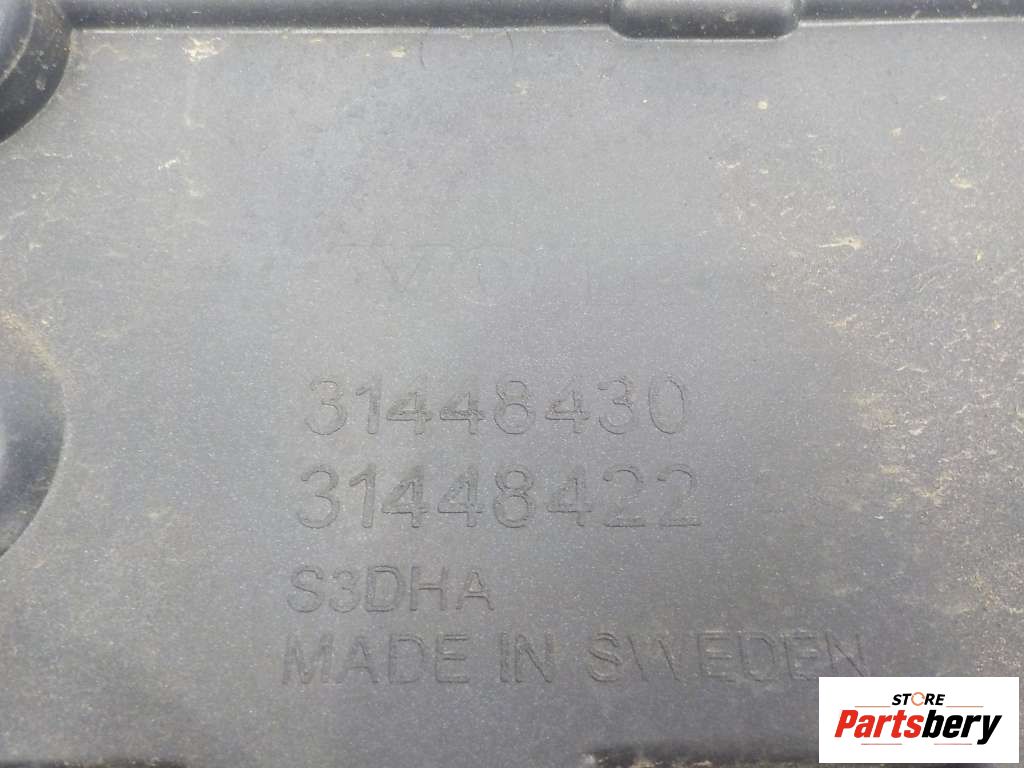 31448430
31448422
S3DHA
MADE IN SWEDEN
STORE
Partsbery